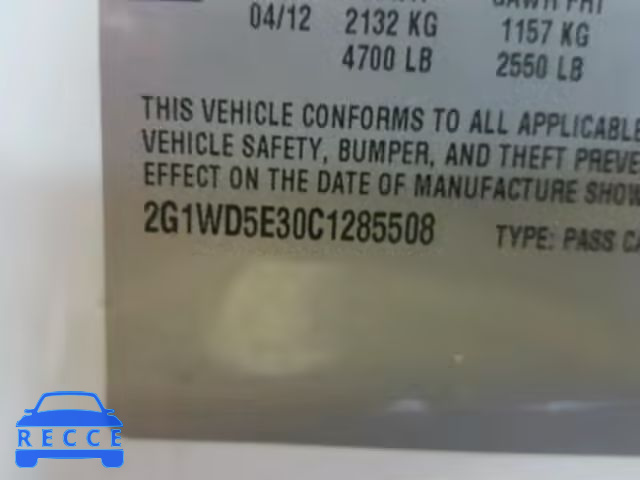 04/12 2132 KG 1157 KG
4700 LB 2550 LB
THIS VEHICLE CONFORMS TO ALL APPLICABLE
VEHICLE SAFETY, BUMPER, AND THEFT PREVE
EFFECT ON THE DATE OF MANUFACTURE SHOW
2G1WD5E30C1285508 TYPE: PASS CA
RECCE